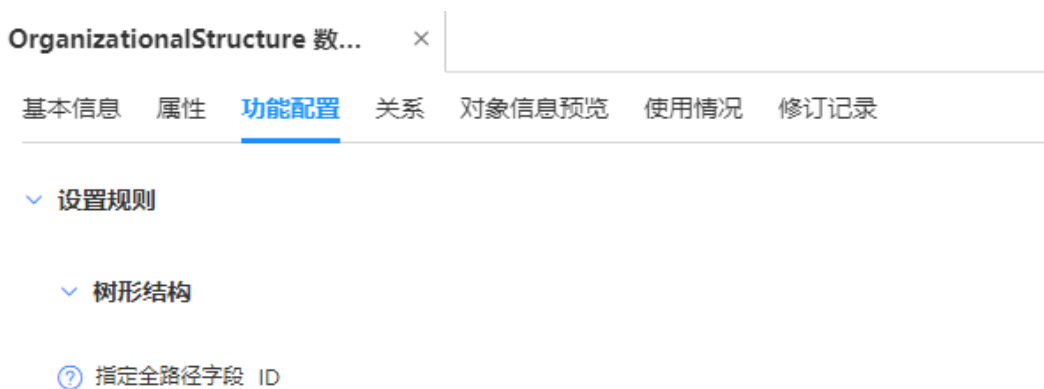 OrganizationalStructure 数... ×
基本信息 属性 功能配置 关系 对象信息预览 使用情况 修订记录
设置规则
树形结构
? 指定全路径字段 ID